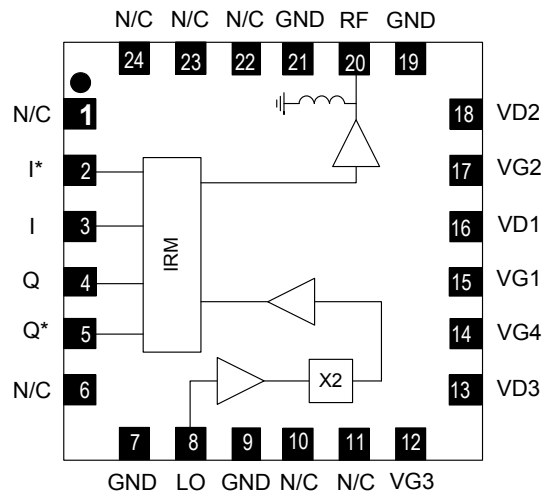 N/C N/C N/C GND RF GND
24 23 22 21 20 19
N/C 1 18 VD2
I* 2 17 VG2
I 3 16 VD1
IRM
Q 4 15 VG1
Q* 5 14 VG4
X2
N/C 6 13 VD3
7 8 9 10 11 12
GND LO GND N/C N/C VG3